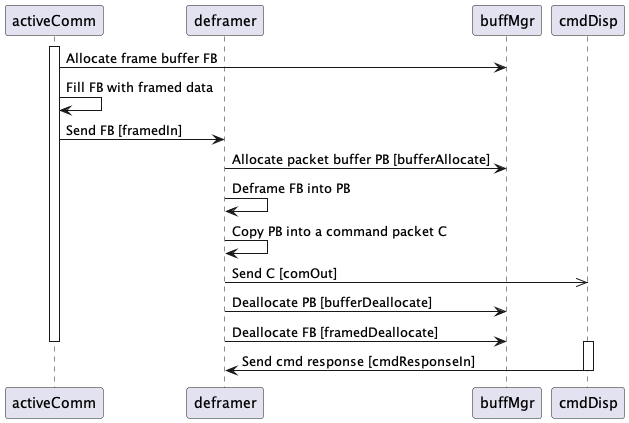 activeComm
deframer
buffMgr
cmdDisp
Allocate frame buffer FB
Fill FB with framed data
Send FB [framedIn]
Allocate packet buffer PB [bufferAllocate]
Deframe FB into PB
Copy PB into a command packet C
Send C [comOut]
Deallocate PB [bufferDeallocate]
Deallocate FB [framedDeallocate]
Send cmd response [cmdResponseIn]
activeComm
deframer
buffMgr
cmdDisp